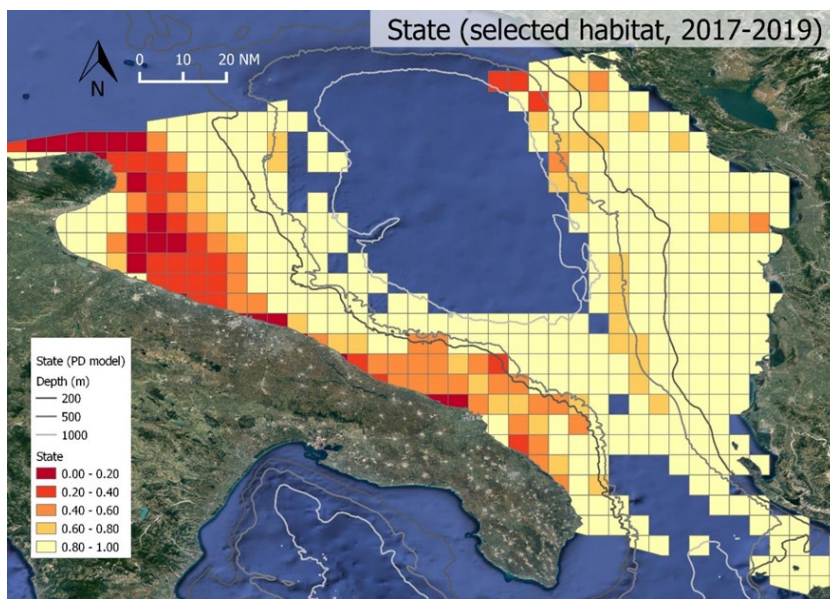 State (selected habitat, 2017-2019)
0 10 20 NM
N
State (PD model)
Depth (m)
200
500
1000
State
0.00 - 0.20
0.20 - 0.40
0.40 - 0.60
0.60 - 0.80
0.80 - 1.00